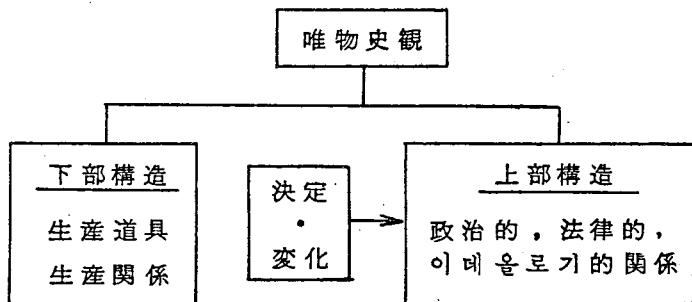 唯物史観
下部構造
生産道具
生産関係
決定
・
変化
上部構造
政治的，法律的，
이데올로기的関係